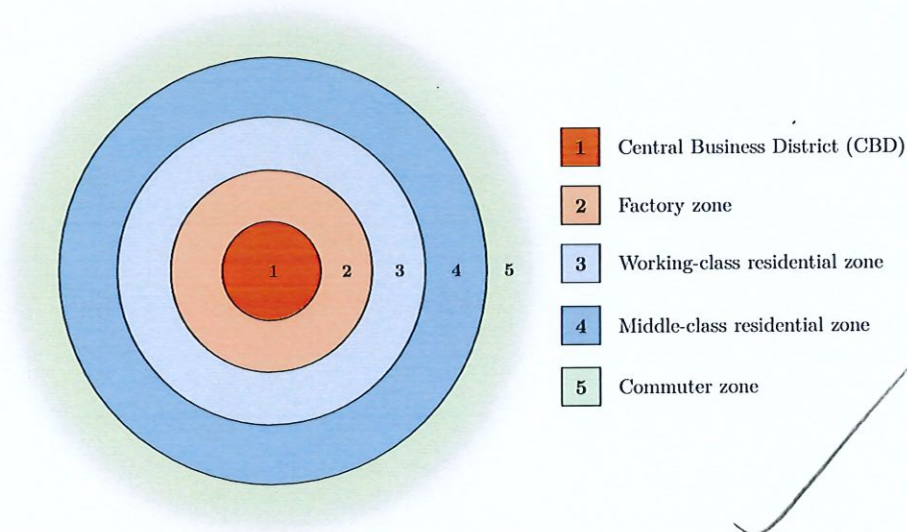 1 2 3 4 5
1 Central Business District (CBD)
2 Factory zone
3 Working-class residential zone
4 Middle-class residential zone
5 Commuter zone